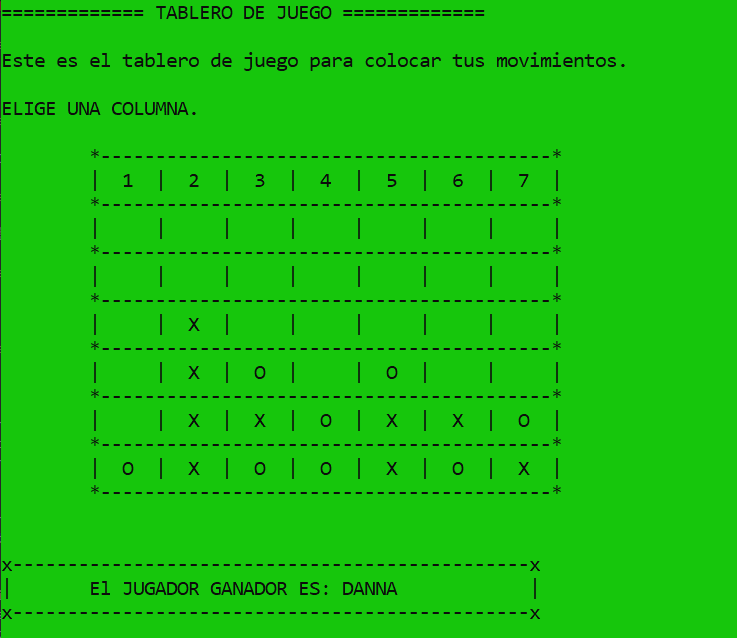 ============= TABLERO DE JUEGO =============
Este es el tablero de juego para colocar tus movimientos.
ELIGE UNA COLUMNA.
*-----------------------------------------*
|  1  |  2  |  3  |  4  |  5  |  6  |  7  |
*-----------------------------------------*
|     |     |     |     |     |     |     |
*-----------------------------------------*
|     |     |     |     |     |     |     |
*-----------------------------------------*
|     |  X  |     |     |     |     |     |
*-----------------------------------------*
|     |  X  |  O  |     |  O  |     |     |
*-----------------------------------------*
|     |  X  |  X  |  O  |  X  |  X  |  O  |
*-----------------------------------------*
|  O  |  X  |  O  |  O  |  X  |  O  |  X  |
*-----------------------------------------*
x-----------------------------------------------x
|       El JUGADOR GANADOR ES: DANNA            |
x-----------------------------------------------x